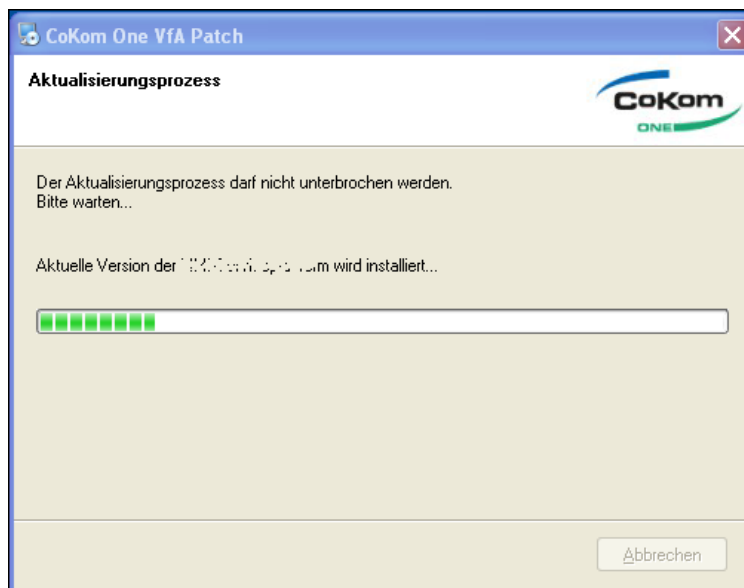 CoKom One VfA Patch
Aktualisierungsprozess
CoKom
ONE
Der Aktualisierungsprozess darf nicht unterbrochen werden.
Bitte warten...
Aktuelle Version der wird installiert...
Abbrechen